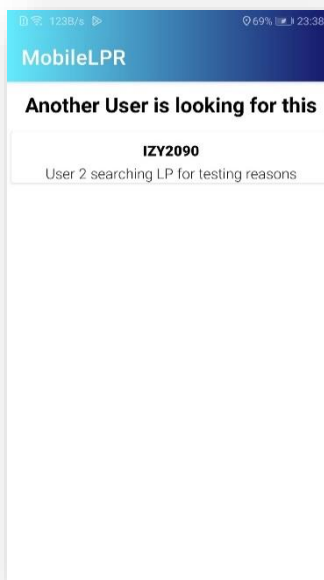 123B/s 69% 23:38
MobileLPR
Another User is looking for this
IZY2090
User 2 searching LP for testing reasons